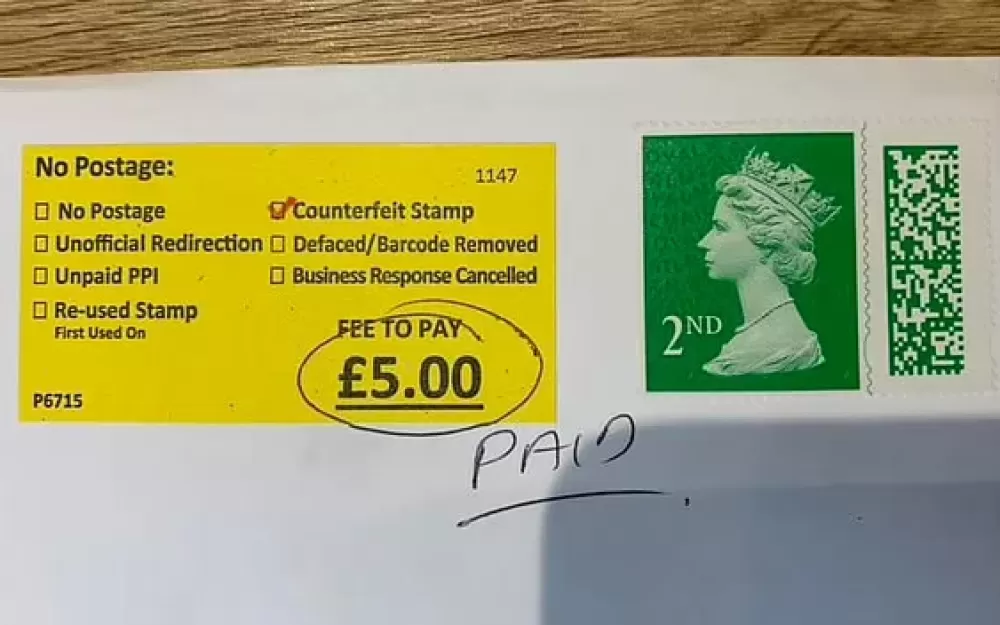 No Postage:
1147
No Postage
Counterfeit Stamp
Unofficial Redirection
Defaced/Barcode Removed
Unpaid PPI
Business Response Cancelled
Re-used Stamp
First Used On
FEE TO PAY
£5.00
P6715
2ND
PAID